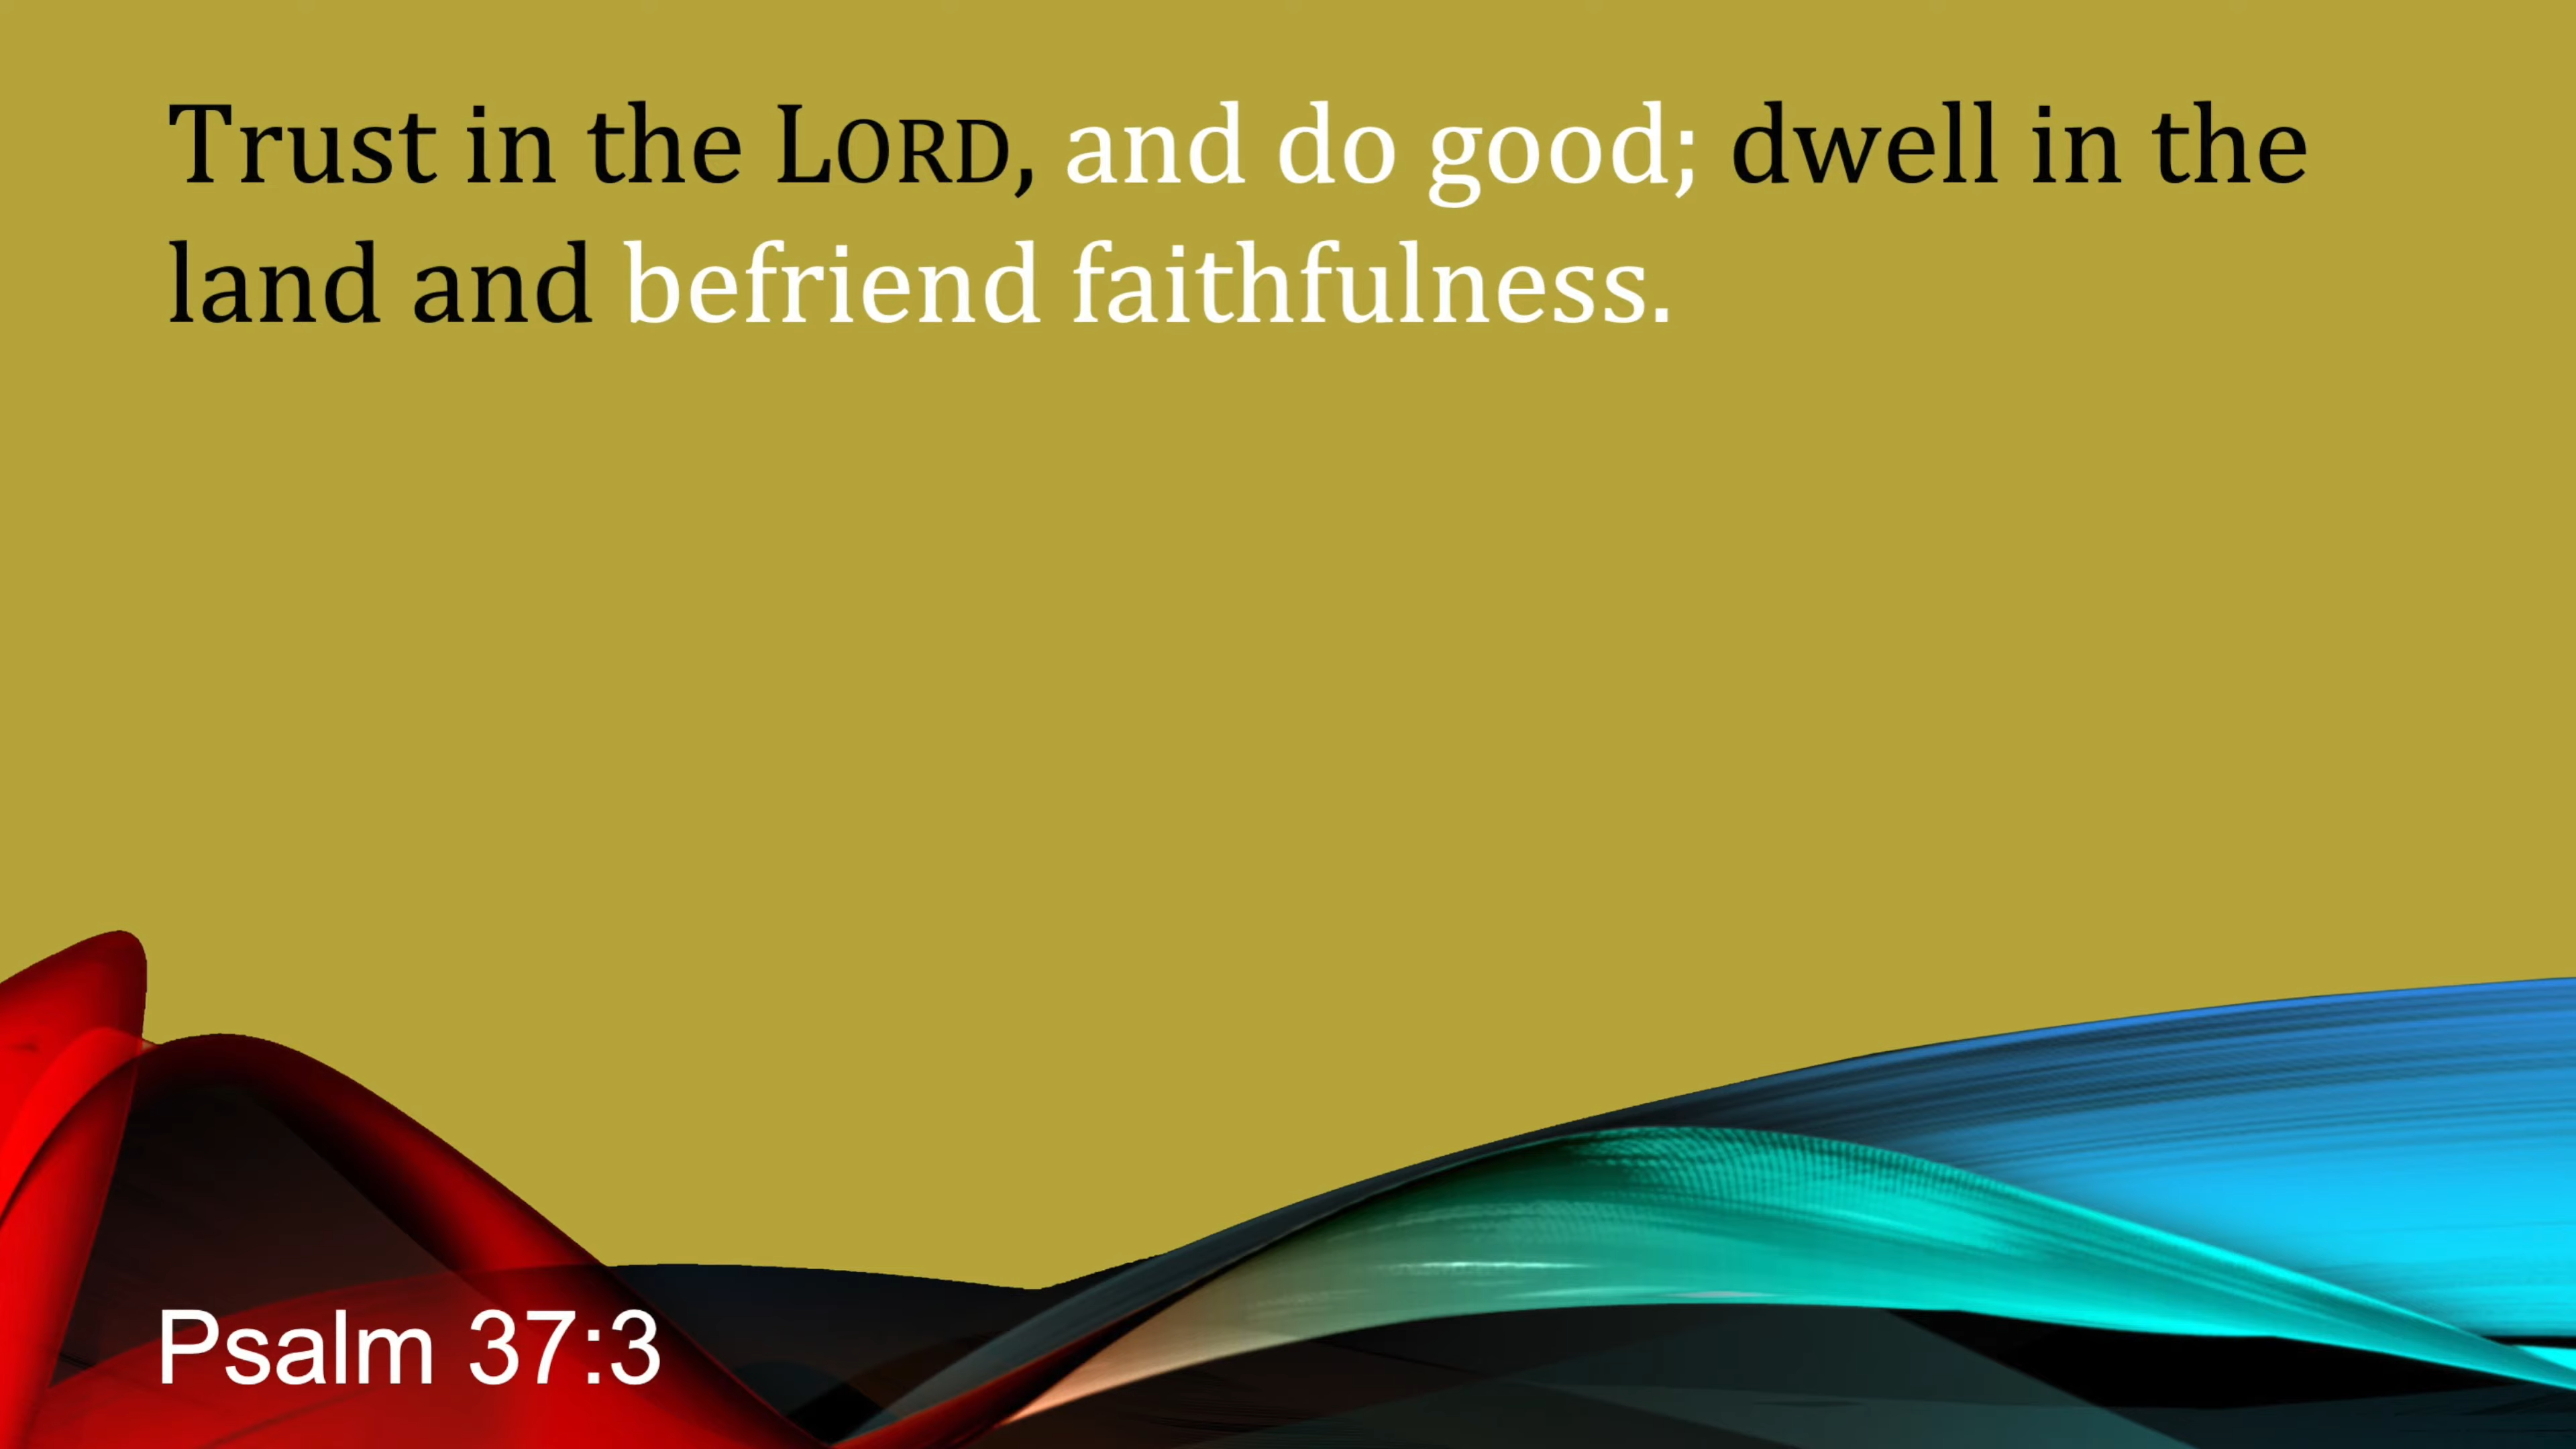 Trust in the LORD, and do good; dwell in the
land and befriend faithfulness.
Psalm 37:3